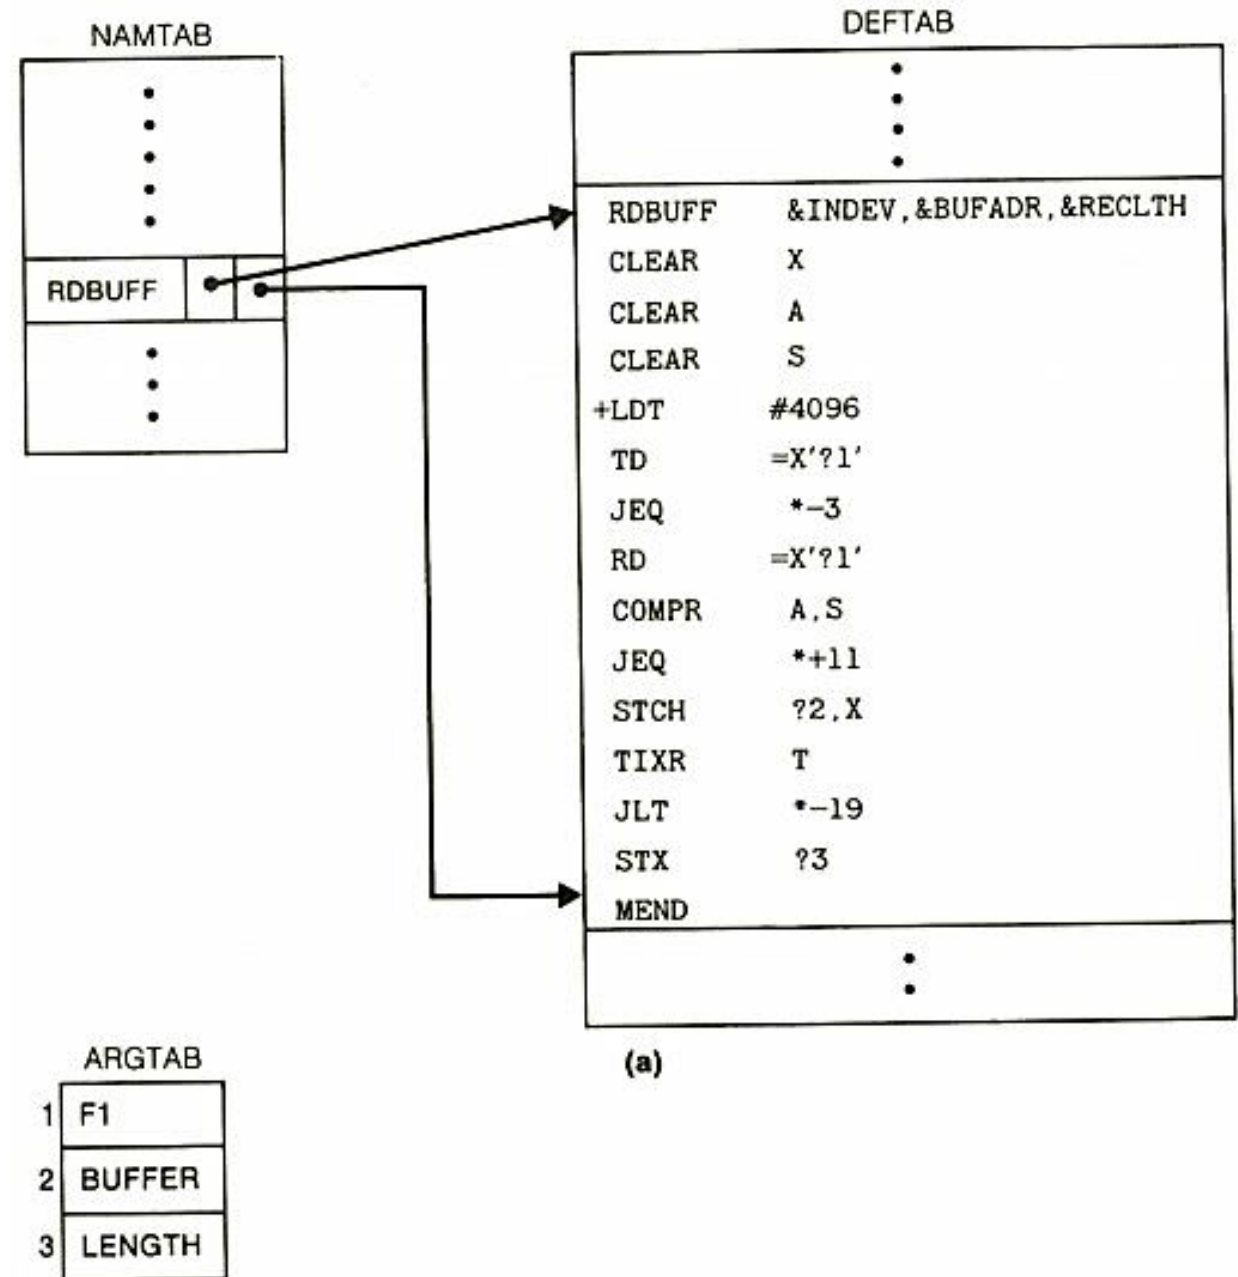 NAMTAB
RDBUFF
DEFTAB
RDBUFF &INDEV,&BUFADR,&RECLTH
CLEAR X
CLEAR A
CLEAR S
+LDT #4096
TD =X'?1'
JEQ *-3
RD =X'?1'
COMPR A,S
JEQ *+11
STCH ?2,X
TIXR T
JLT *-19
STX ?3
MEND
(a)
ARGTAB
1 F1
2 BUFFER
3 LENGTH